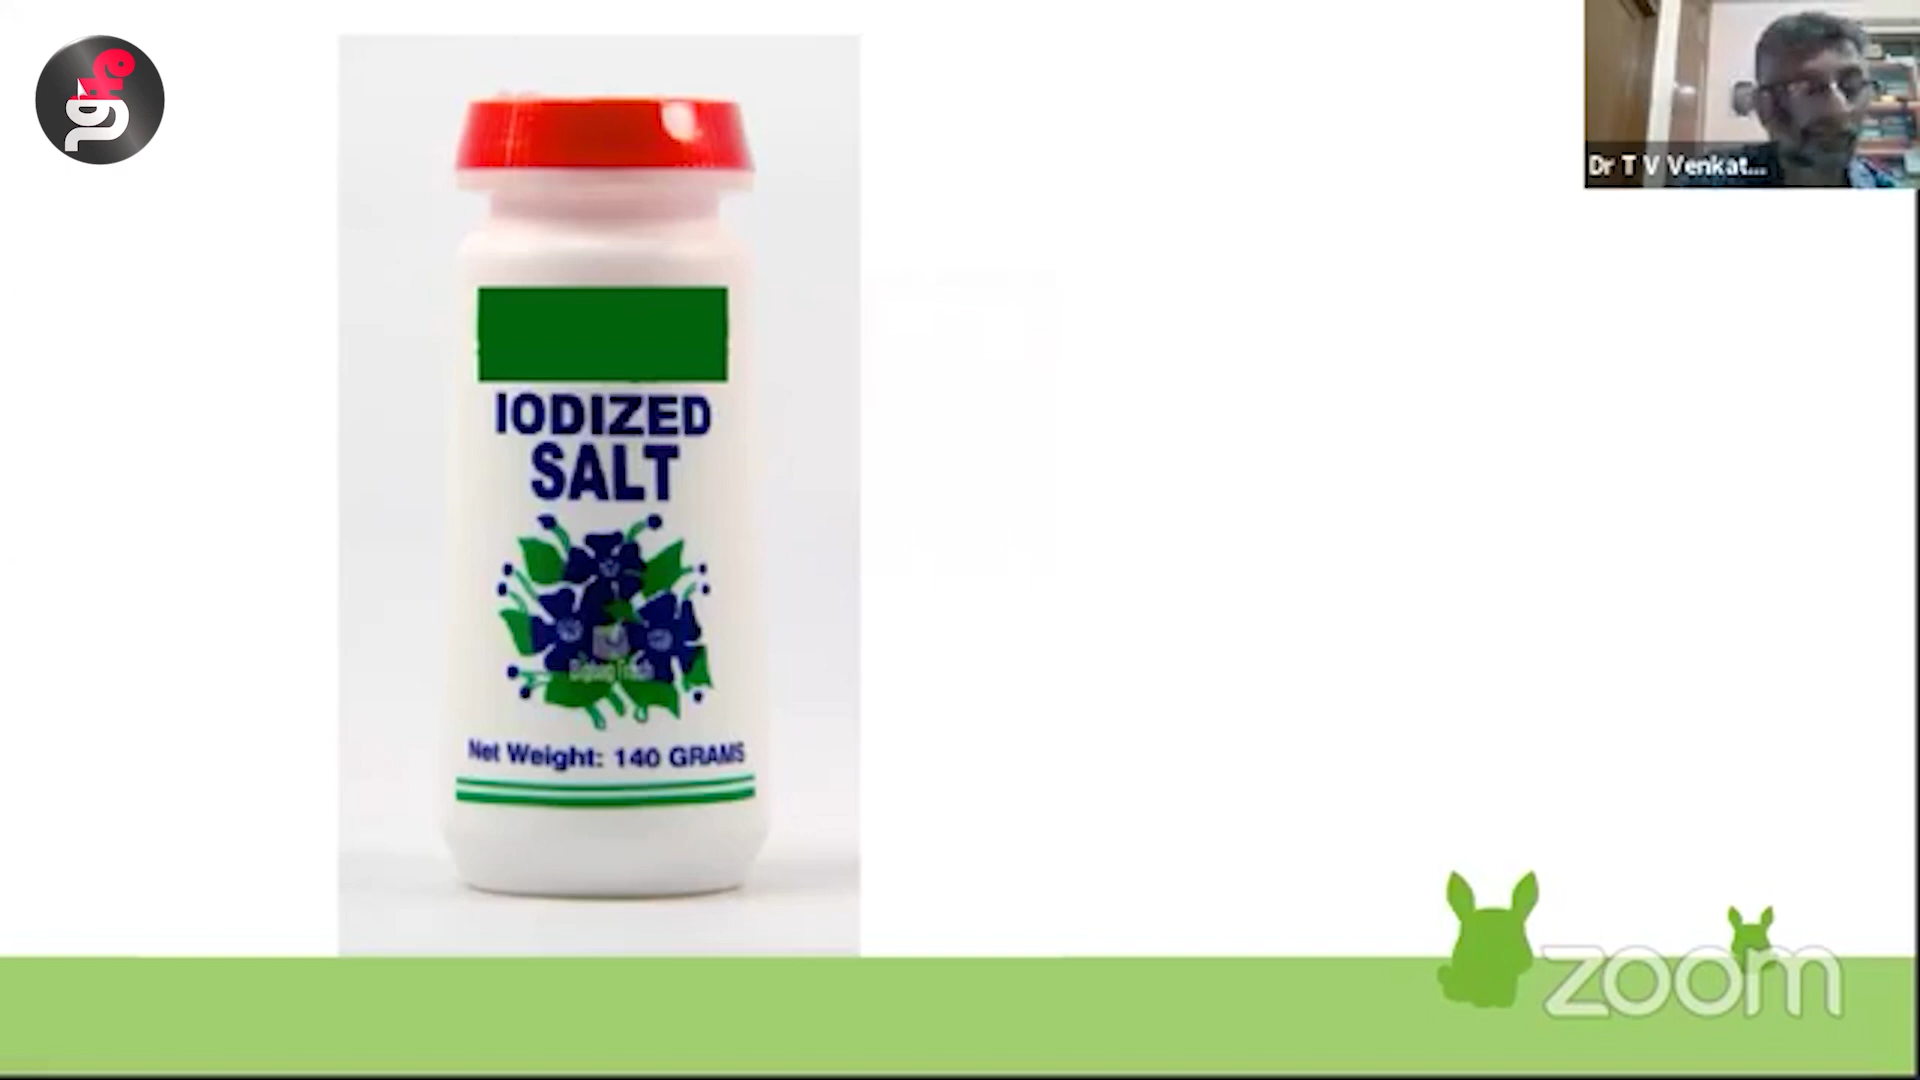 Dr T V Venkat...
IODIZED
SALT
Net Weight: 140 GRAMS
zoom